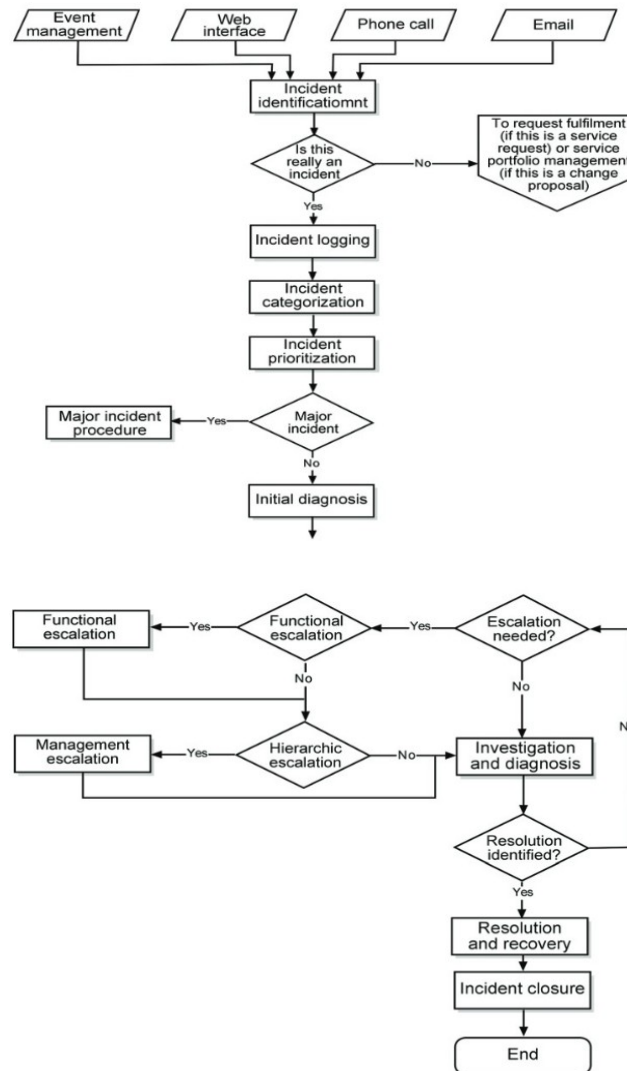 Event
management
Web
interface
Phone call
Email
Incident
identificatiomnt
Is this
really an
incident
No
To request fulfilment
(if this is a service
request) or service
portfolio management
(if this is a change
proposal)
Yes
Incident logging
Incident
categorization
Incident
prioritization
Major incident
procedure
Yes
Major
incident
No
Initial diagnosis
Functional
escalation
Yes
Functional
escalation
Yes
Escalation
needed?
No
No
Management
escalation
Yes
Hierarchic
escalation
No
Investigation
and diagnosis
Resolution
identified?
Yes
Resolution
and recovery
Incident closure
End